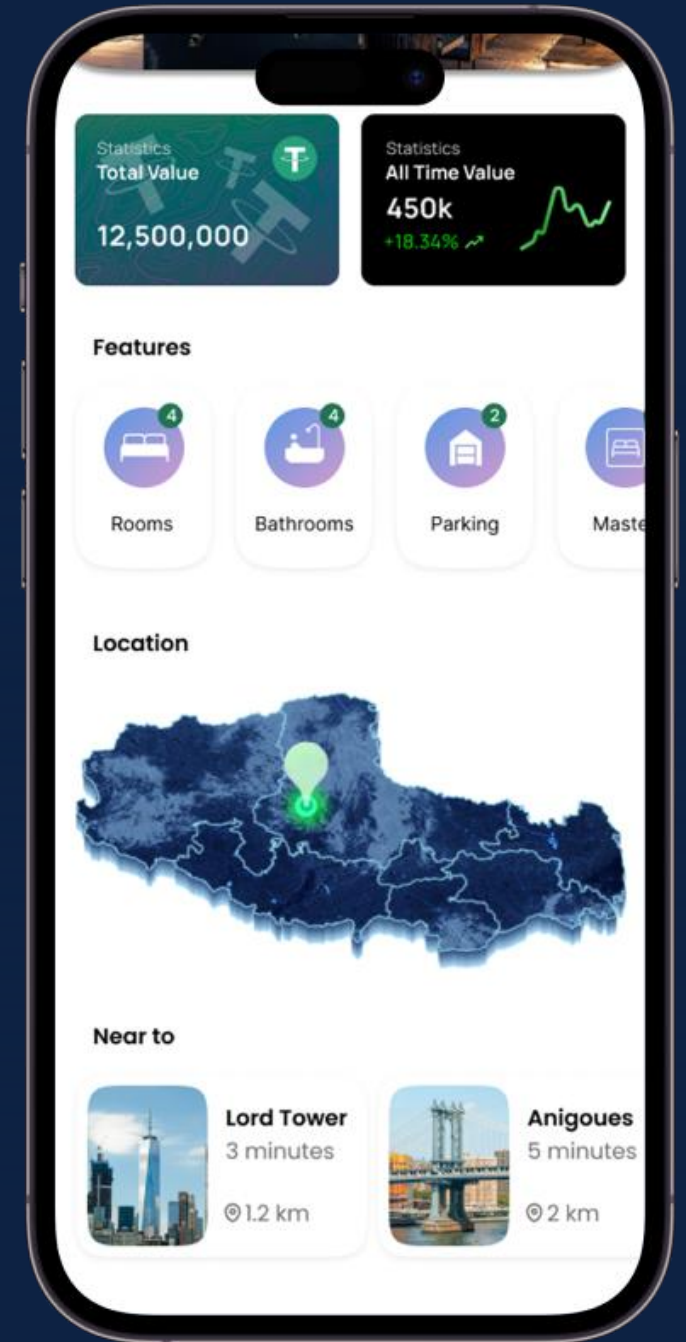 Statistics
Total Value
12,500,000
Statistics
All Time Value
450k
+18.34%
Features
4
Rooms
4
Bathrooms
2
Parking
Maste
Location
Near to
Lord Tower
3 minutes
1.2 km
Anigoues
5 minutes
2 km